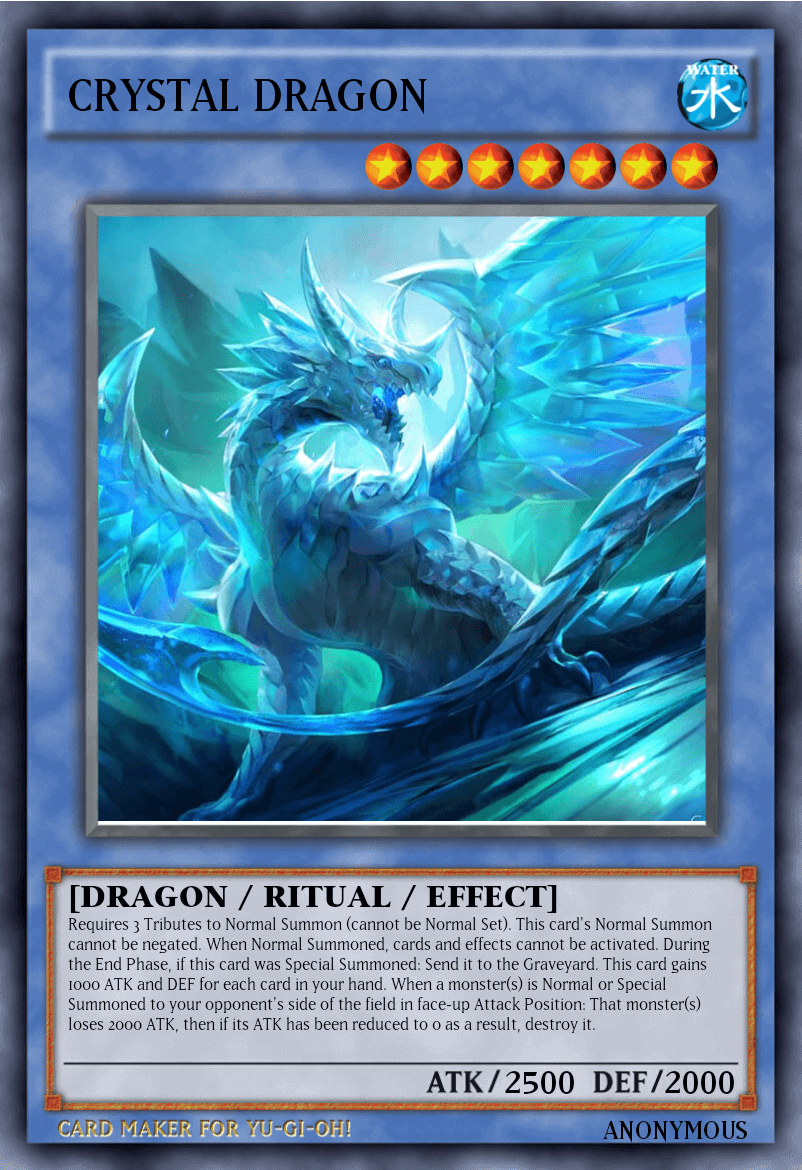 CRYSTAL DRAGON
WATER
水
[DRAGON / RITUAL / EFFECT]
Requires 3 Tributes to Normal Summon (cannot be Normal Set). This card's Normal Summon
cannot be negated. When Normal Summoned, cards and effects cannot be activated. During
the End Phase, if this card was Special Summoned: Send it to the Graveyard. This card gains
1000 ATK and DEF for each card in your hand. When a monster(s) is Normal or Special
Summoned to your opponent's side of the field in face-up Attack Position: That monster(s)
loses 2000 ATK, then if its ATK has been reduced to 0 as a result, destroy it.
ATK/2500 DEF/2000
CARD MAKER FOR YU-GI-OH! ANONYMOUS